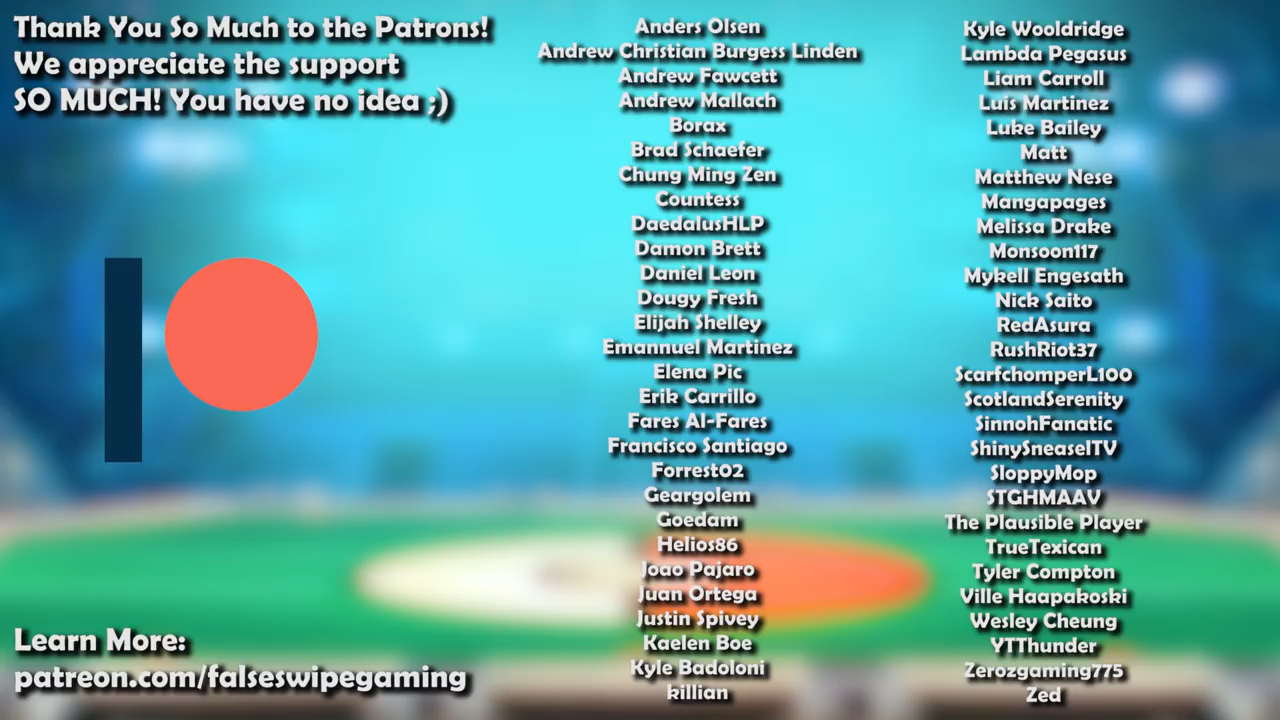 Thank You So Much to the Patrons!
We appreciate the support
SO MUCH! You have no idea ;)
Anders Olsen
Andrew Christian Burgess Linden
Andrew Fawcett
Andrew Mallach
Borax
Brad Schaefer
Chung Ming Zen
Countess
DaedalusHLP
Damon Brett
Daniel Leon
Dougy Fresh
Elijah Shelley
Emannuel Martinez
Elena Pic
Erik Carrillo
Fares Al-Fares
Francisco Santiago
Forrest02
Geargolem
Goedam
Helios86
Joao Pajaro
Juan Ortega
Justin Spivey
Kaelen Boe
Kyle Badoloni
killian
Kyle Wooldridge
Lambda Pegasus
Liam Carroll
Luis Martinez
Luke Bailey
Matt
Matthew Nese
Mangapages
Melissa Drake
Monsoon117
Mykell Engesath
Nick Saito
RedAsura
RushRiot37
ScarfchomperL100
ScotlandSerenity
SinnohFanatic
ShinySneaselTV
SloppyMop
STGHMAAV
The Plausible Player
TrueTexican
Tyler Compton
Ville Haapakoski
Wesley Cheung
YTThunder
Zerozgaming775
Zed
Learn More:
patreon.com/falseswipegaming